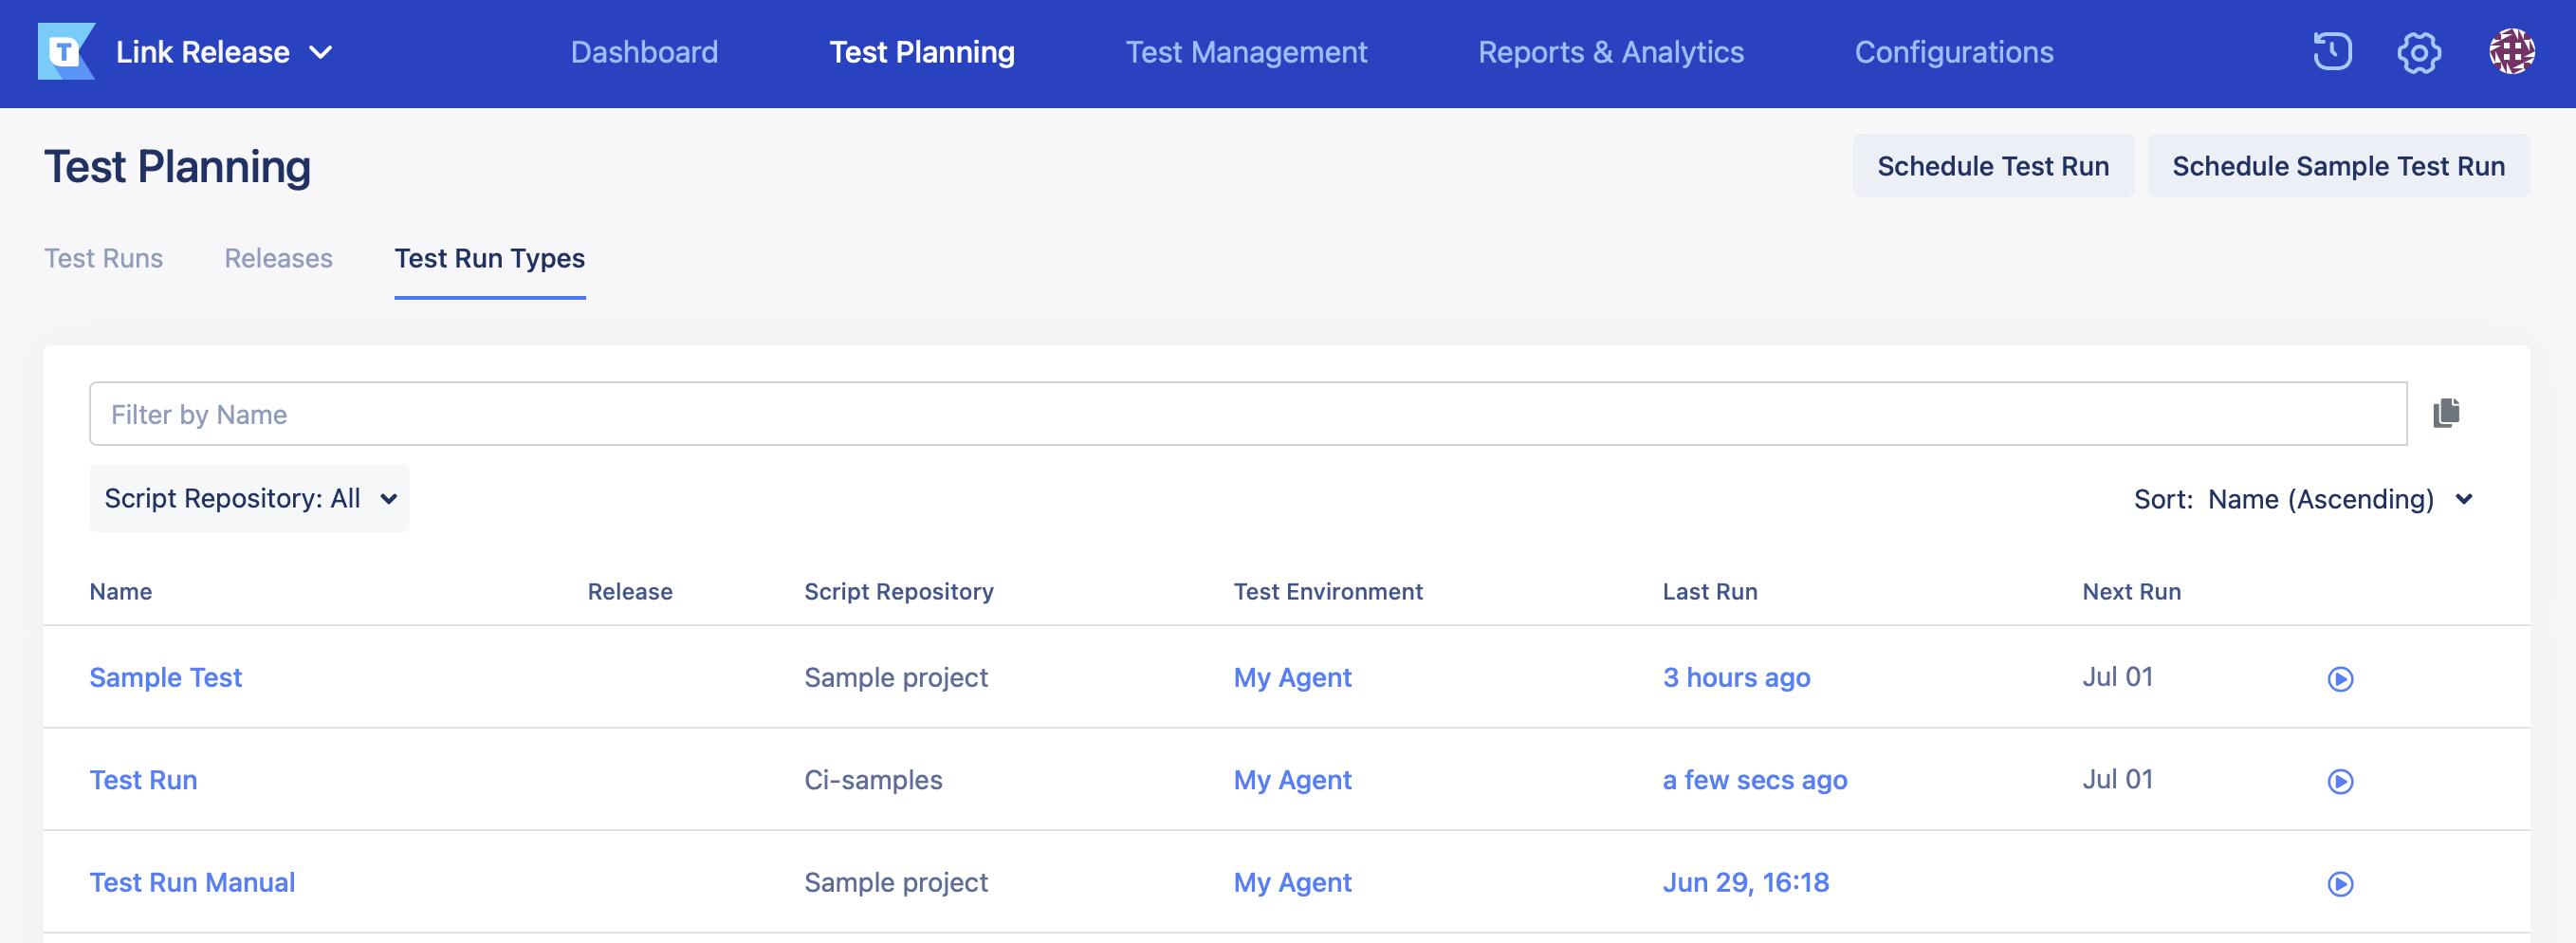 T Link Release Dashboard Test Planning Test Management Reports & Analytics Configurations
Test Planning Schedule Test Run Schedule Sample Test Run
Test Runs Releases Test Run Types
Filter by Name
Script Repository: All Sort: Name (Ascending)
Name Release Script Repository Test Environment Last Run Next Run
Sample Test Sample project My Agent 3 hours ago Jul 01
Test Run Ci-samples My Agent a few secs ago Jul 01
Test Run Manual Sample project My Agent Jun 29, 16:18